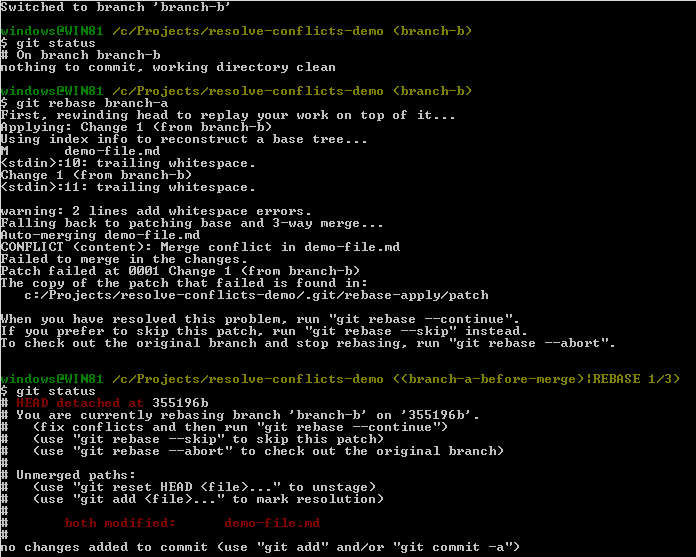 Switched to branch 'branch-b'
windows@WIN81 /c/Projects/resolve-conflicts-demo (branch-b)
$ git status
# On branch branch-b
nothing to commit, working directory clean
windows@WIN81 /c/Projects/resolve-conflicts-demo (branch-b)
$ git rebase branch-a
First, rewinding head to replay your work on top of it...
Applying: Change 1 (from branch-b)
Using index info to reconstruct a base tree...
M       demo-file.md
<stdin>:10: trailing whitespace.
Change 1 (from branch-b)
<stdin>:11: trailing whitespace.
warning: 2 lines add whitespace errors.
Falling back to patching base and 3-way merge...
Auto-merging demo-file.md
CONFLICT (content): Merge conflict in demo-file.md
Failed to merge in the changes.
Patch failed at 0001 Change 1 (from branch-b)
The copy of the patch that failed is found in:
   c:/Projects/resolve-conflicts-demo/.git/rebase-apply/patch
When you have resolved this problem, run "git rebase --continue".
If you prefer to skip this patch, run "git rebase --skip" instead.
To check out the original branch and stop rebasing, run "git rebase --abort".
windows@WIN81 /c/Projects/resolve-conflicts-demo ((branch-a-before-merge)|REBASE 1/3)
$ git status
# HEAD detached at 355196b
# You are currently rebasing branch 'branch-b' on '355196b'.
#   (fix conflicts and then run "git rebase --continue")
#   (use "git rebase --skip" to skip this patch)
#   (use "git rebase --abort" to check out the original branch)
#
# Unmerged paths:
#   (use "git reset HEAD <file>..." to unstage)
#   (use "git add <file>..." to mark resolution)
#
#       both modified:      demo-file.md
#
no changes added to commit (use "git add" and/or "git commit -a")